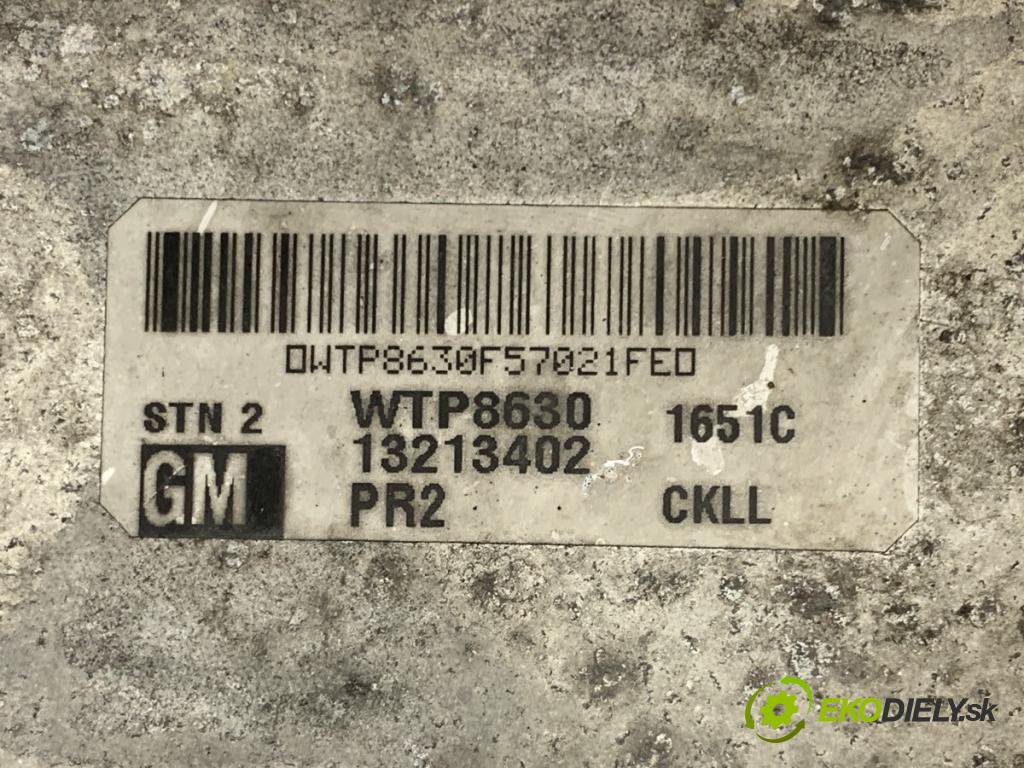 0WTP8630F57021FE0
STN 2 WTP8630 1651C
13213402
GM PR2 CKLL
EKODIELY.sk